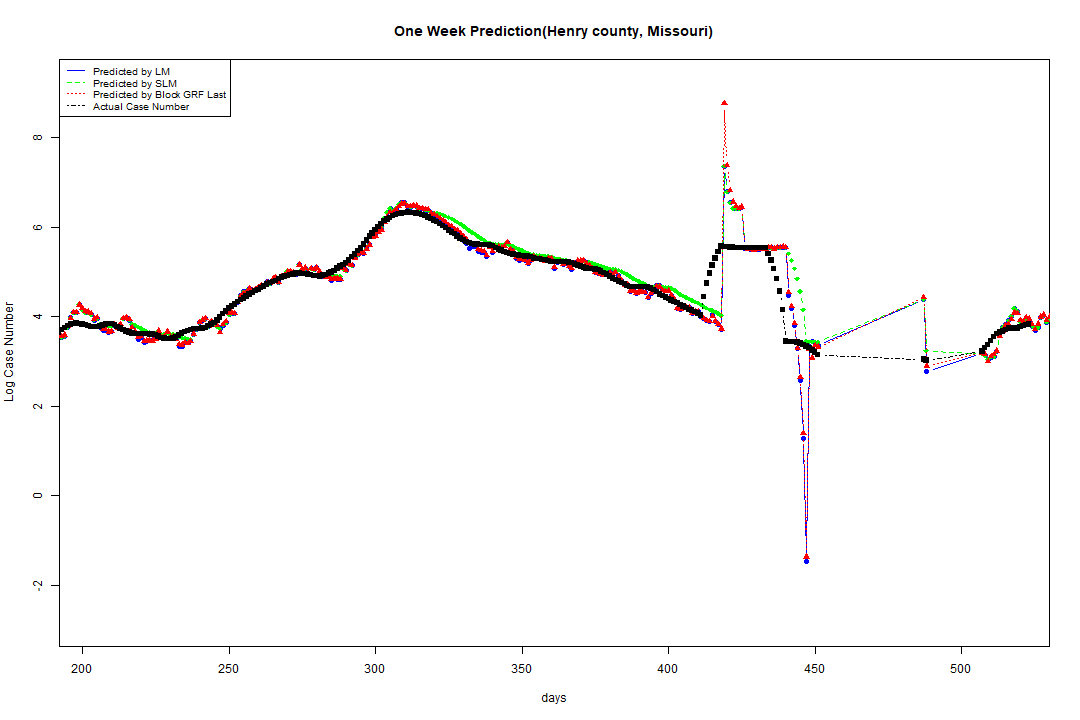 One Week Prediction(Henry county, Missouri)
Predicted by LM
Predicted by SLM
Predicted by Block GRF Last
Actual Case Number
8
6
4
2
0
-2
Log Case Number
200 250 300 350 400 450 500
days